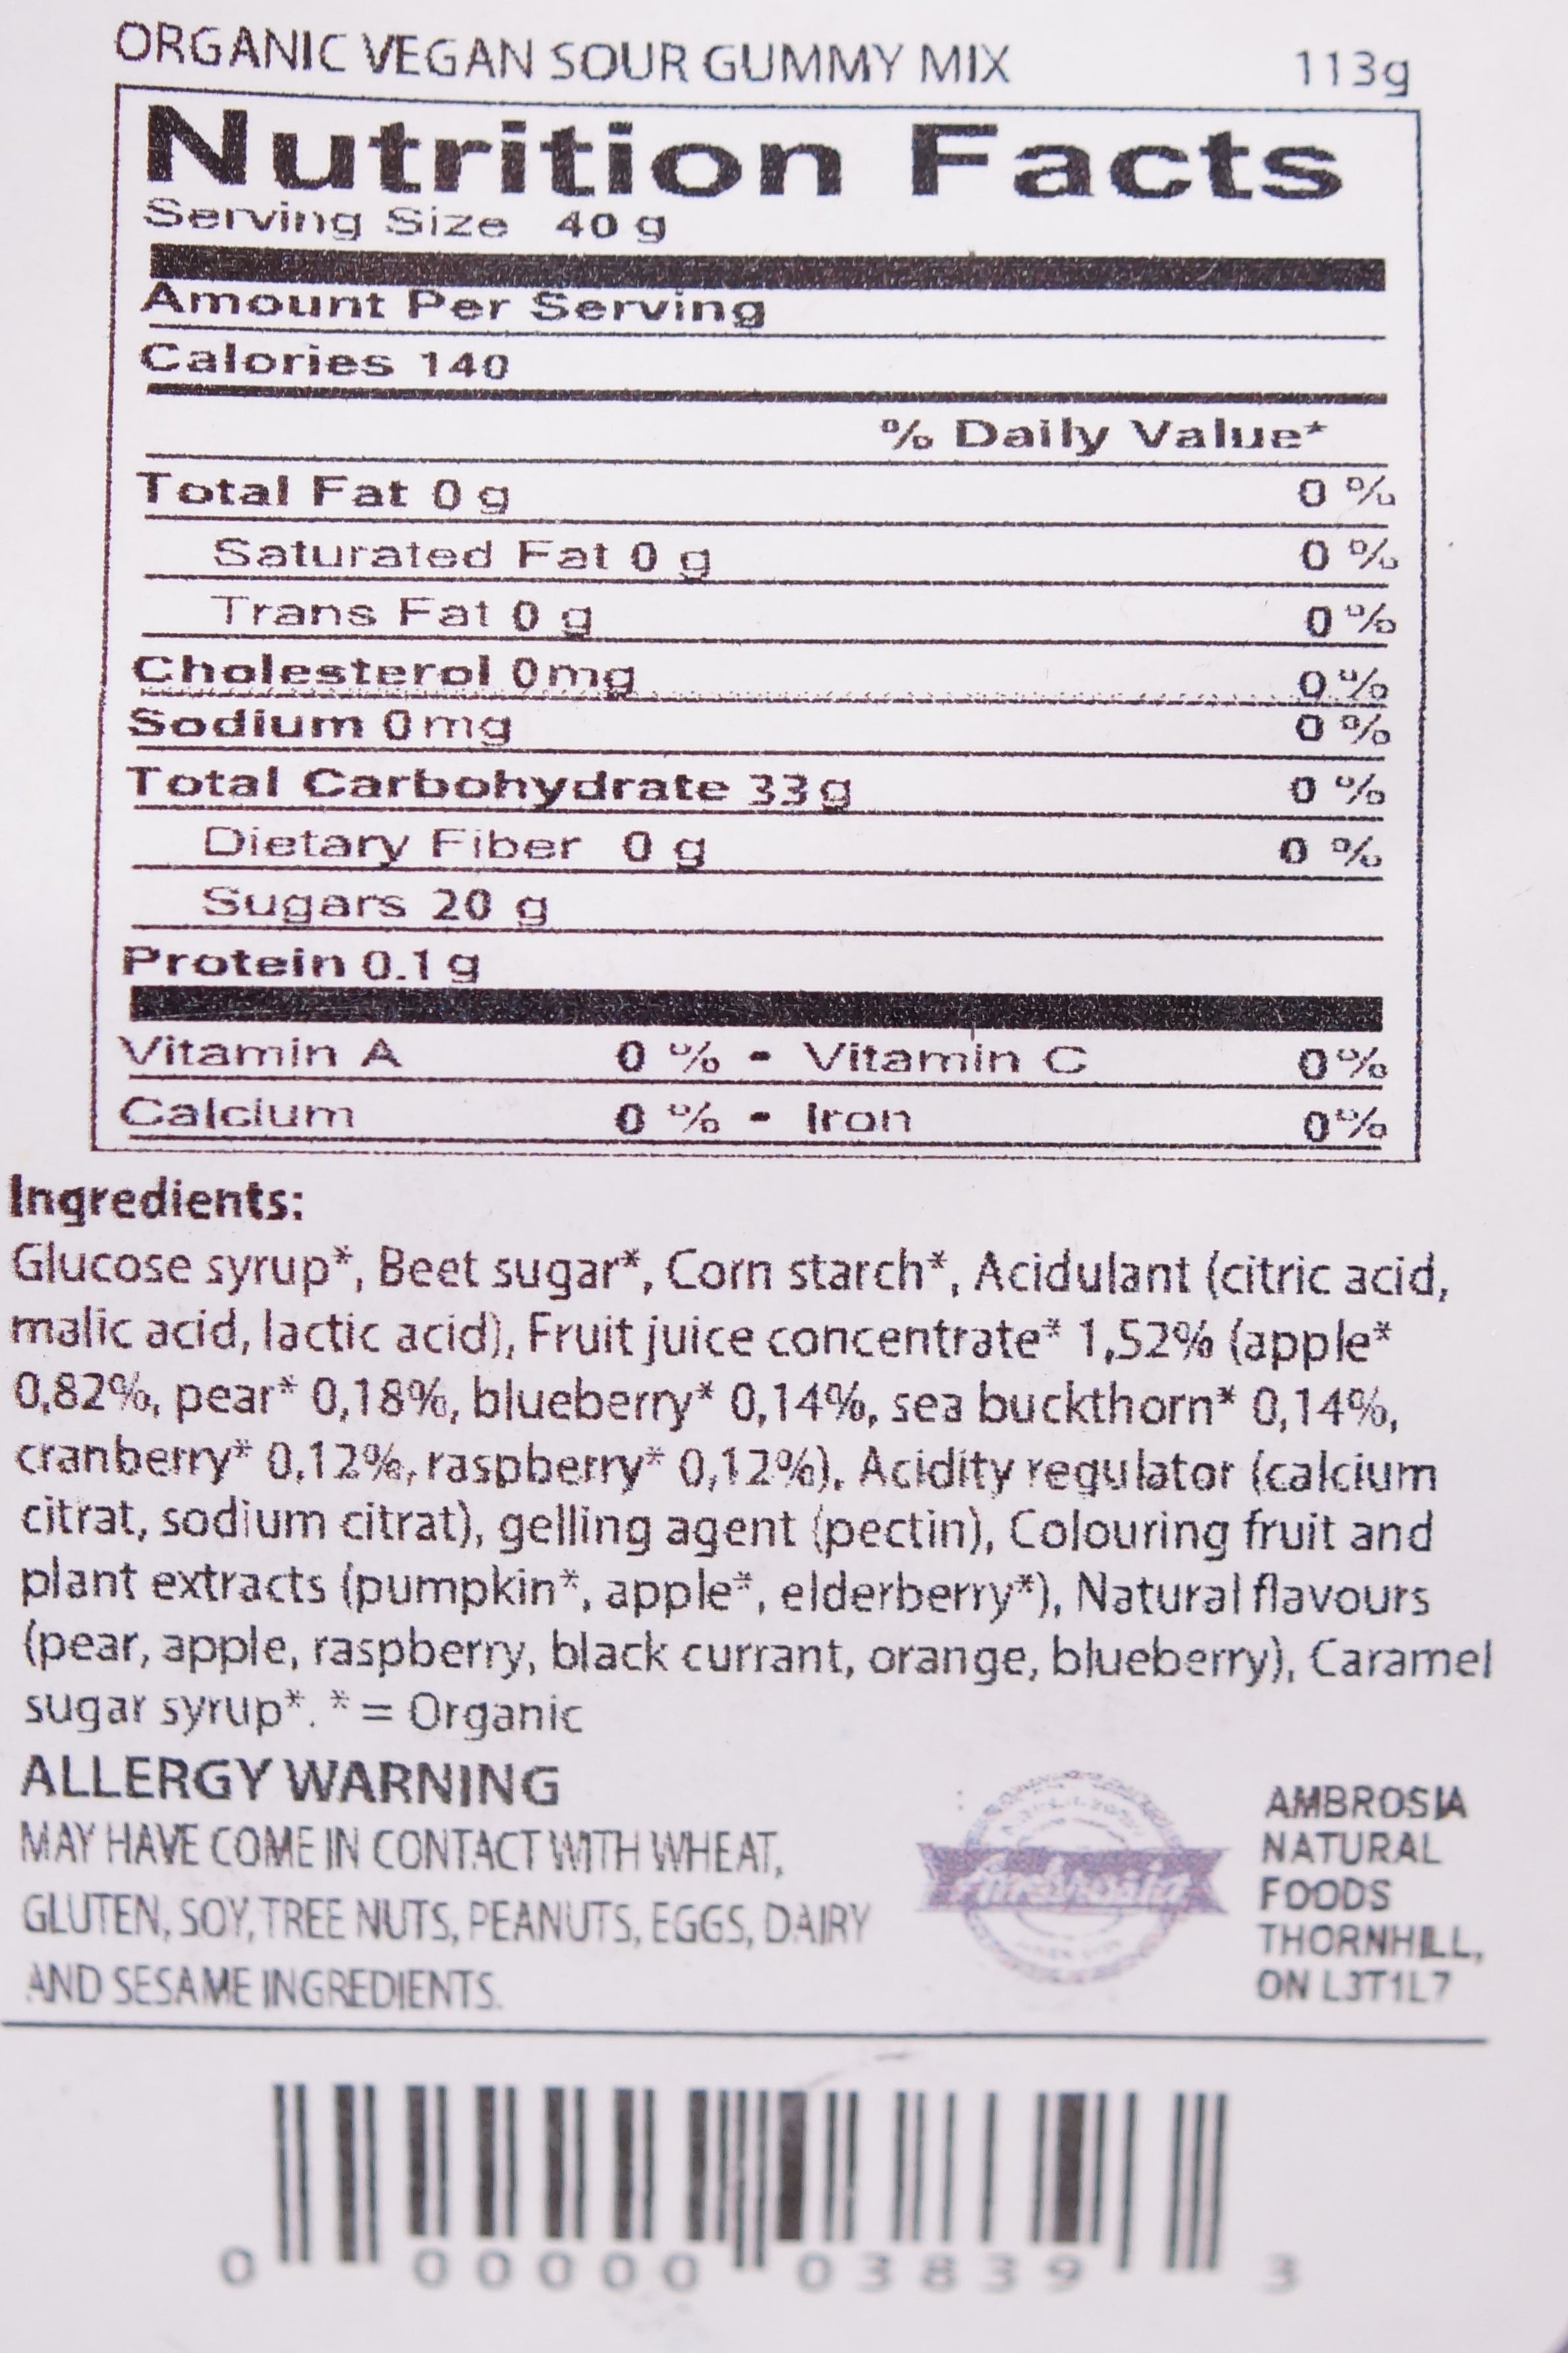 ORGANIC VEGAN SOUR GUMMY MIX 113g
Nutrition Facts
Serving Size 40 g
Amount Per Serving
Calories 140
% Daily Value*
Total Fat 0 g 0 %
Saturated Fat 0 g 0 %
Trans Fat 0 g 0 %
Cholesterol 0mg 0 %
Sodium 0mg 0 %
Total Carbohydrate 33g 0 %
Dietary Fiber 0 g 0 %
Sugars 20 g
Protein 0.1 g
Vitamin A 0 % - Vitamin C 0%
Calcium 0 % - Iron 0%
Ingredients:
Glucose syrup*, Beet sugar*, Corn starch*, Acidulant (citric acid,
malic acid, lactic acid), Fruit juice concentrate* 1,52% (apple*
0,82%, pear* 0,18%, blueberry* 0,14%, sea buckthorn* 0,14%,
cranberry* 0,12%, raspberry* 0,12%), Acidity regulator (calcium
citrat, sodium citrat), gelling agent (pectin), Colouring fruit and
plant extracts (pumpkin*, apple*, elderberry*), Natural flavours
(pear, apple, raspberry, black currant, orange, blueberry), Caramel
sugar syrup*. * = Organic
ALLERGY WARNING
MAY HAVE COME IN CONTACT WITH WHEAT,
GLUTEN, SOY, TREE NUTS, PEANUTS, EGGS, DAIRY
AND SESAME INGREDIENTS.
Ambrosia
AMBROSIA
NATURAL
FOODS
THORNHILL,
ON L3T1L7
0 00000 03839 3